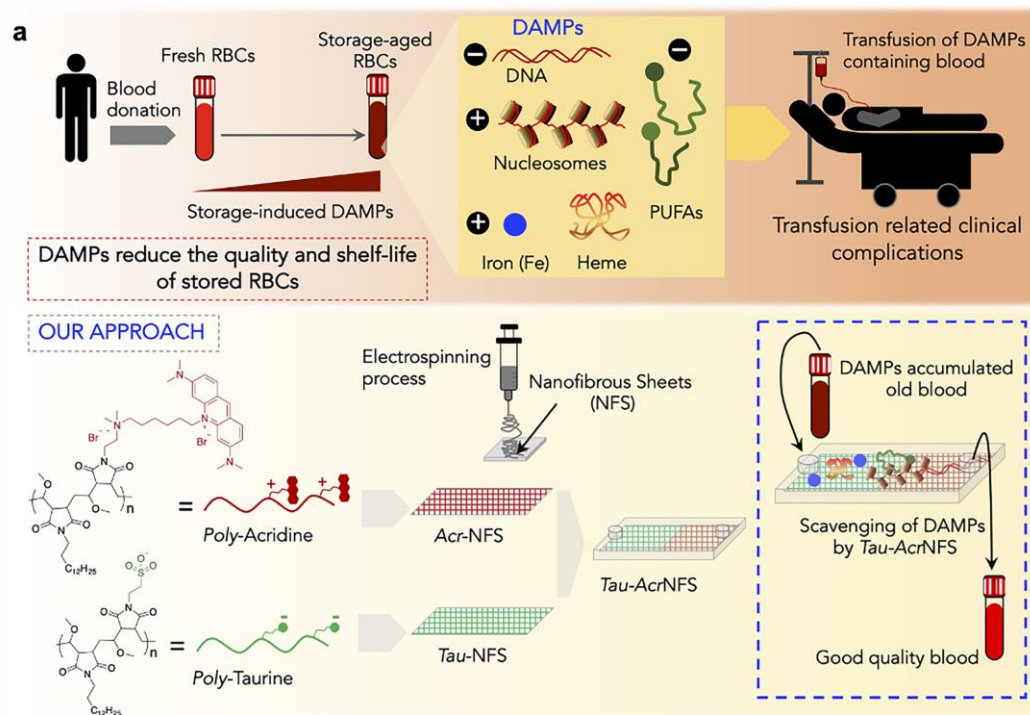 a
Blood
donation
Fresh RBCs
Storage-aged
RBCs
Storage-induced DAMPs
DAMPs reduce the quality and shelf-life
of stored RBCs
DAMPs
DNA
Nucleosomes
PUFAs
Iron (Fe)
Heme
Transfusion of DAMPs
containing blood
Transfusion related clinical
complications
OUR APPROACH
Electrospinning
process
Nanofibrous Sheets
(NFS)
N
N⁺
Br⁻
N⁺
Br⁻
N
N
O
O
O
O
O
O
N
C₁₂H₂₅
n
=
+ +
Poly-Acridine
Acr-NFS
O
O⁻
S
O
N
O
O
O
O
O
O
N
C₁₂H₂₅
n
=
- -
Poly-Taurine
Tau-NFS
Tau-AcrNFS
DAMPs accumulated
old blood
Scavenging of DAMPs
by Tau-AcrNFS
Good quality blood